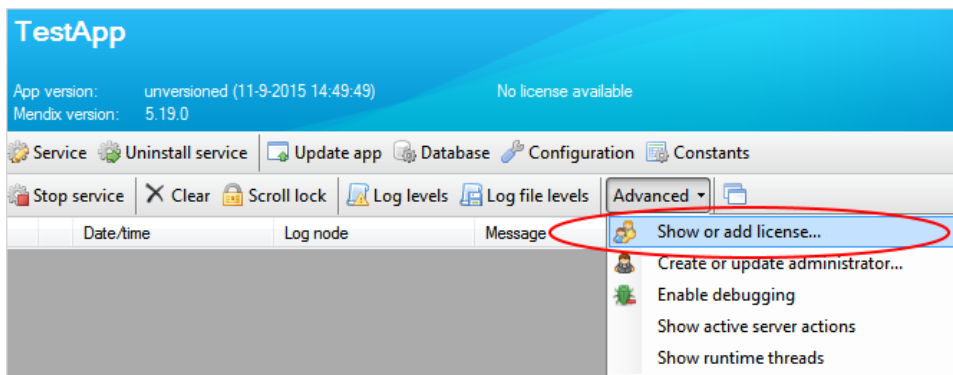 TestApp
App version: unversioned (11-9-2015 14:49:49) No license available
Mendix version: 5.19.0
Service Uninstall service Update app Database Configuration Constants
Stop service Clear Scroll lock Log levels Log file levels Advanced
Date/time Log node Message
Show or add license...
Create or update administrator...
Enable debugging
Show active server actions
Show runtime threads